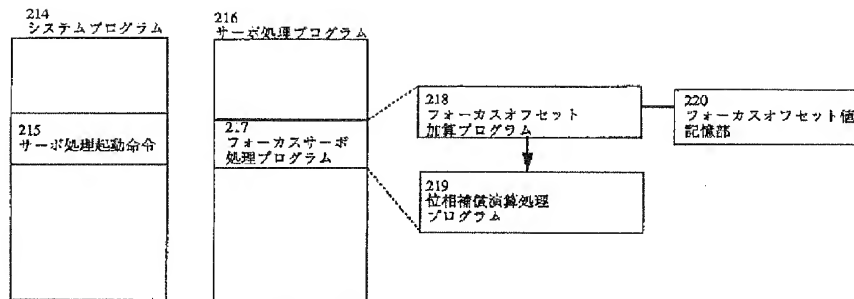 214
システムプログラム
215
サーボ処理起動命令
216
サーボ処理プログラム
217
フォーカスサーボ
処理プログラム
218
フォーカスオフセット
加算プログラム
219
位相補償演算処理
プログラム
220
フォーカスオフセット値
記憶部